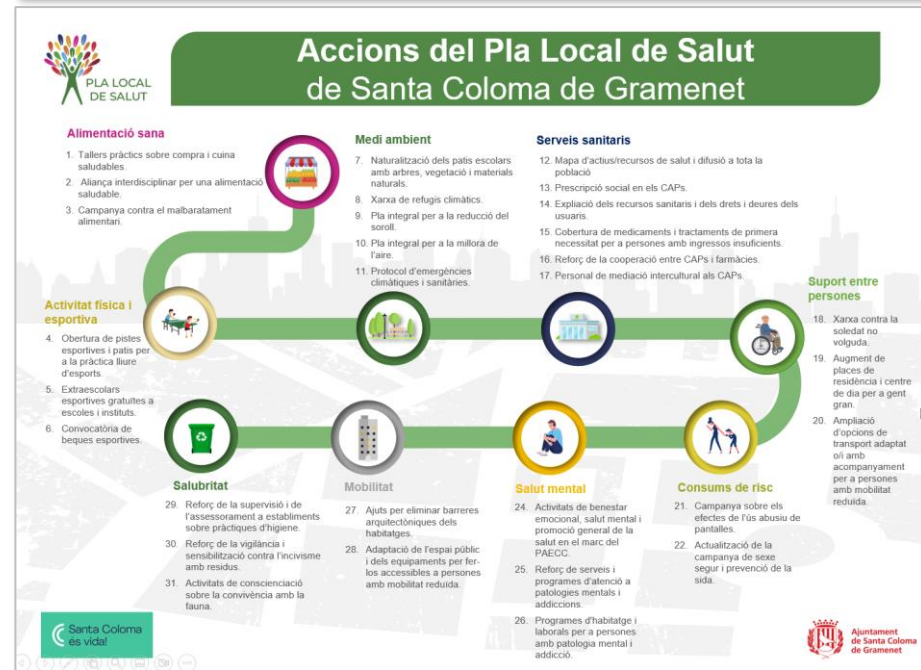 PLA LOCAL
DE SALUT
Accions del Pla Local de Salut
de Santa Coloma de Gramenet
Alimentació sana
1. Tallers pràctics sobre compra i cuina
saludables.
2. Aliança interdisciplinar per una alimentació
saludable.
3. Campanya contra el malbaratament
alimentari.
Medi ambient
7. Naturalització dels patis escolars
amb arbres, vegetació i materials
naturals.
8. Xarxa de refugis climàtics.
9. Pla integral per a la reducció del
soroll.
10. Pla integral per a la millora de
l'aire.
11. Protocol d'emergències
climàtiques i sanitàries.
Serveis sanitaris
12. Mapa d'actius/recursos de salut i difusió a tota la
població
13. Prescripció social en els CAPs.
14. Expliació dels recursos sanitaris i dels drets i deures dels
usuaris.
15. Cobertura de medicaments i tractaments de primera
necessitat per a persones amb ingressos insuficients.
16. Reforç de la cooperació entre CAPs i farmàcies.
17. Personal de mediació intercultural als CAPs.
Activitat física i
esportiva
4. Obertura de pistes
esportives i patis per
a la pràctica lliure
d'esports.
5. Extraescolars
esportives gratuïtes a
escoles i instituts.
6. Convocatòria de
beques esportives.
Suport entre
persones
18. Xarxa contra la
soledat no
volguda.
19. Augment de
places de
residència i centre
de dia per a gent
gran.
20. Ampliació
d'opcions de
transport adaptat
o/i amb
acompanyament
per a persones
amb mobilitat
reduïda.
Salubritat
29. Reforç de la supervisió i de
l'assessorament a establiments
sobre pràctiques d'higiene.
30. Reforç de la vigilància i
sensibilització contra l'incivisme
amb residus.
31. Activitats de conscienciació
sobre la convivència amb la
fauna.
Mobilitat
27. Ajuts per eliminar barreres
arquitectòniques dels
habitatges.
28. Adaptació de l'espai públic
i dels equipaments per fer-
los accessibles a persones
amb mobilitat reduïda.
Salut mental
24. Activitats de benestar
emocional, salut mental i
promoció general de la
salut en el marc del
PAECC.
25. Reforç de serveis i
programes d'atenció a
patologies mentals i
addiccions.
26. Programes d'habitatge i
laborals per a persones
amb patologia mental i
addicció.
Consums de risc
21. Campanya sobre els
efectes de l'ús abusiu de
pantalles.
22. Actualització de la
campanya de sexe
segur i prevenció de la
sida.
Santa Coloma
és vida!
Ajuntament
de Santa Coloma
de Gramenet